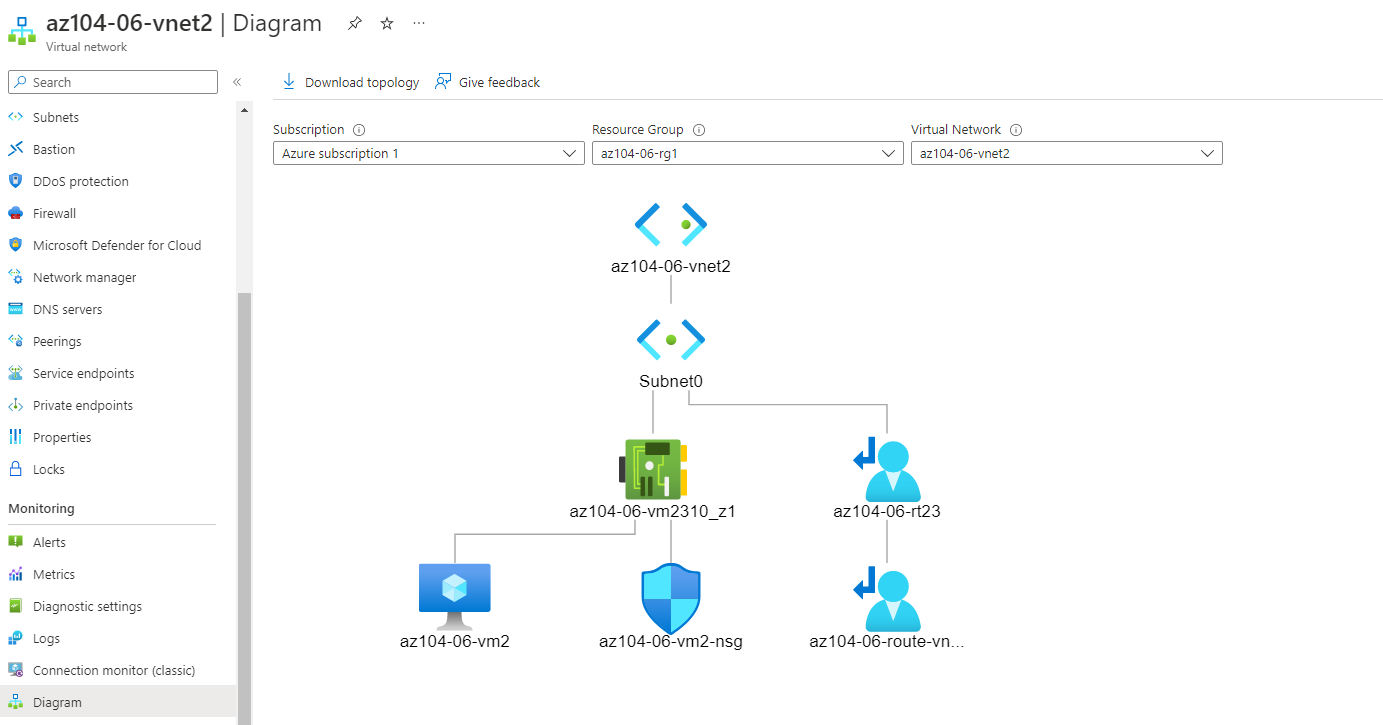 az104-06-vnet2 | Diagram
Virtual network
Search
Subnets
Bastion
DDoS protection
Firewall
Microsoft Defender for Cloud
Network manager
DNS servers
Peerings
Service endpoints
Private endpoints
Properties
Locks
Monitoring
Alerts
Metrics
Diagnostic settings
Logs
Connection monitor (classic)
Diagram
Download topology Give feedback
Subscription Resource Group Virtual Network
Azure subscription 1 az104-06-rg1 az104-06-vnet2
az104-06-vnet2
Subnet0
az104-06-vm2310_z1 az104-06-rt23
az104-06-vm2 az104-06-vm2-nsg az104-06-route-vn...